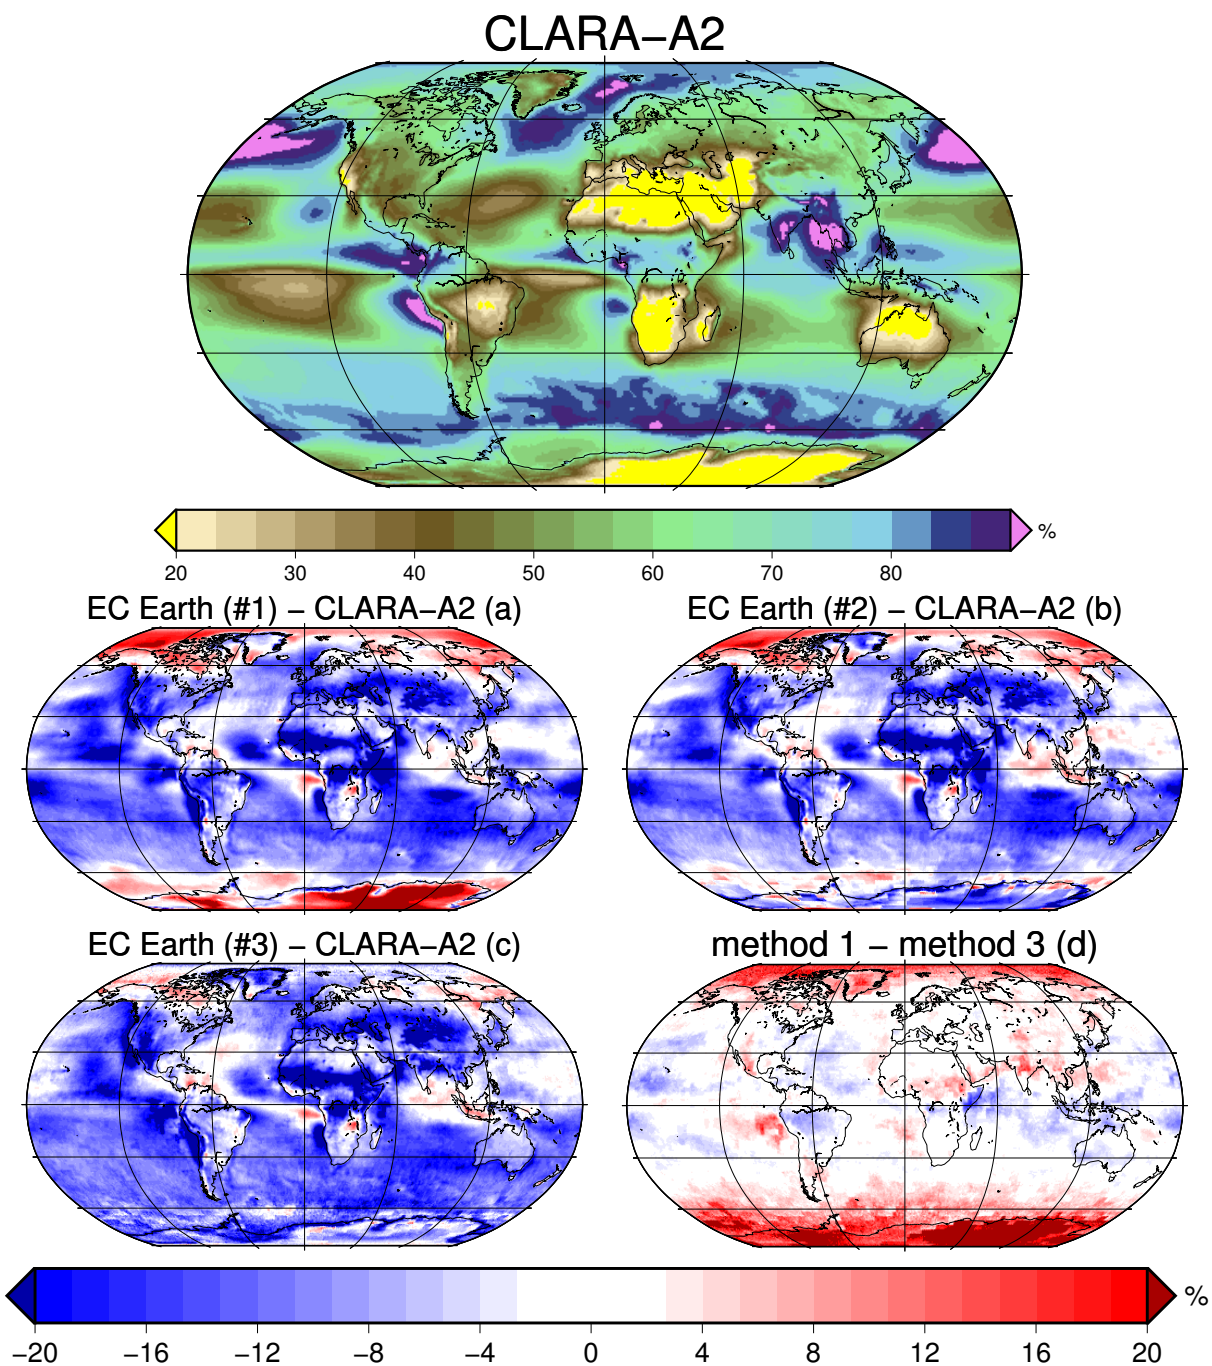 CLARA−A2
%
20 30 40 50 60 70 80
EC Earth (#1) − CLARA−A2 (a)
EC Earth (#2) − CLARA−A2 (b)
EC Earth (#3) − CLARA−A2 (c)
method 1 − method 3 (d)
%
−20 −16 −12 −8 −4 0 4 8 12 16 20